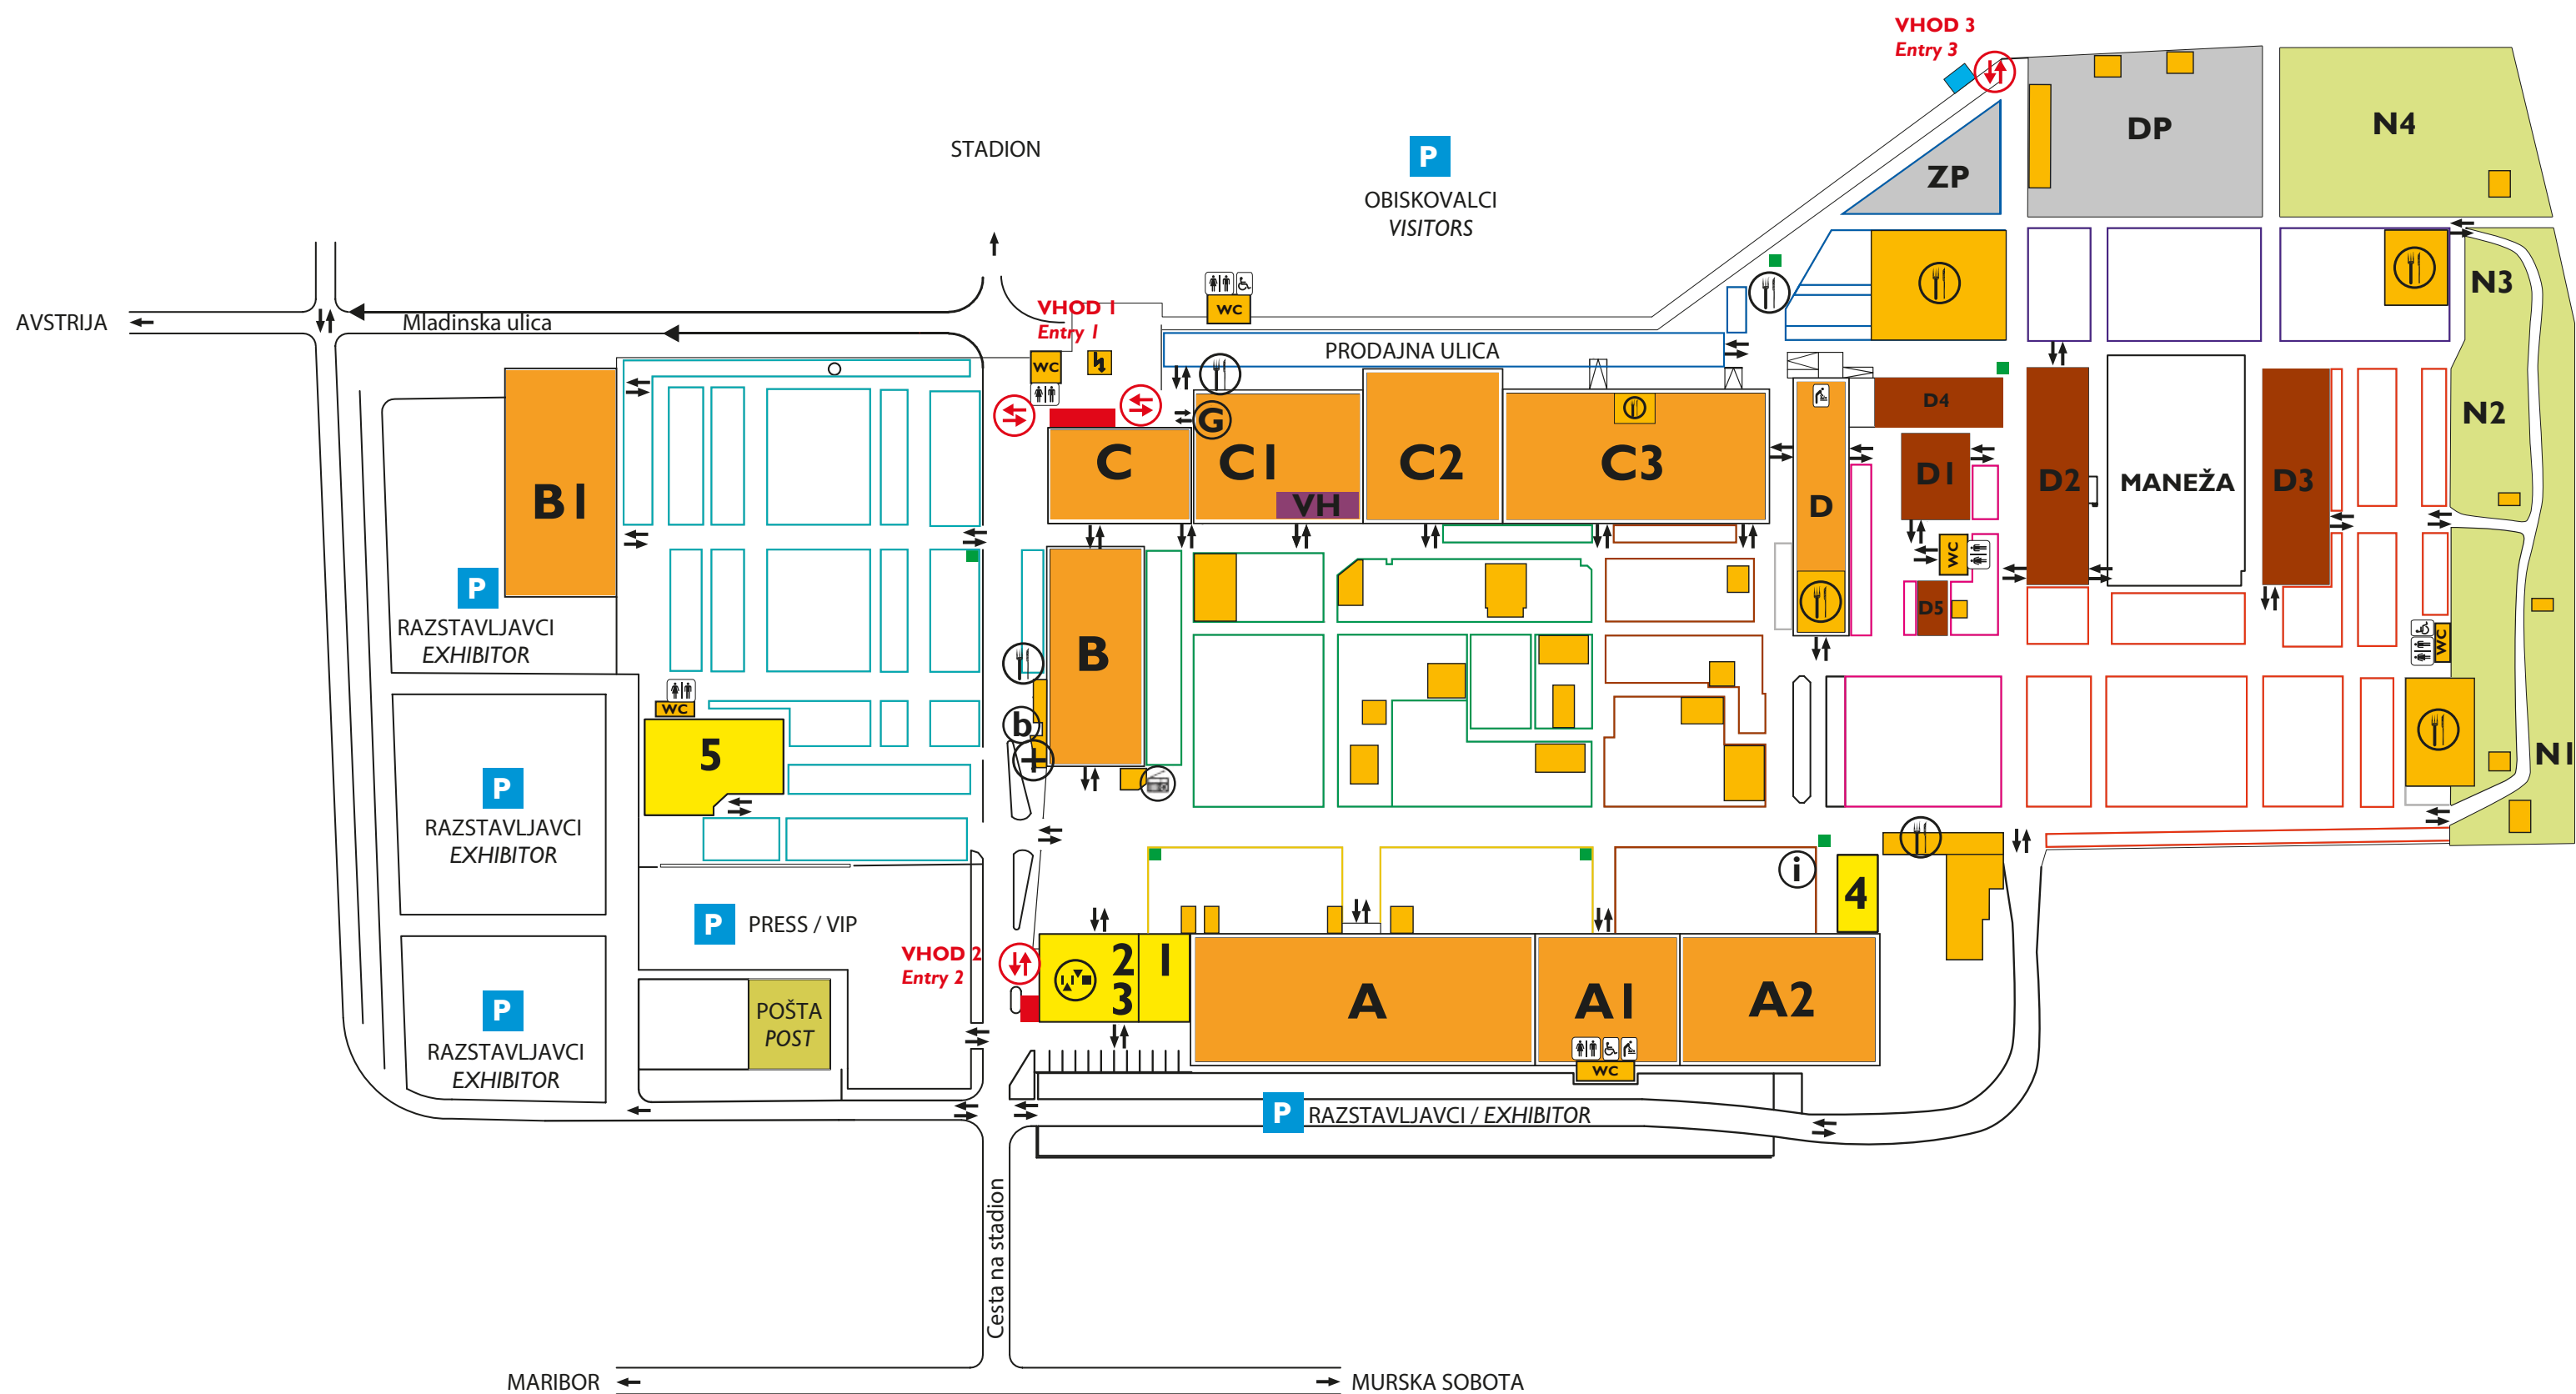 VHOD 3
Entry 3
DP
N4
STADION
P
ZP
OBISKOVALCI
VISITORS
N3
VHOD 1
Entry 1
WC
AVSTRIJA
Mladinska ulica
PRODAJNA ULICA
WC
D4
N2
G
B1
C
C1
C2
C3
D
D1
D2
MANEŽA
D3
VH
WC
P
RAZSTAVLJAVCI
EXHIBITOR
D5
B
WC
WC
b
5
N1
P
RAZSTAVLJAVCI
EXHIBITOR
i
4
P
PRESS / VIP
VHOD 2
Entry 2
2
3
1
A
A1
A2
POŠTA
POST
P
RAZSTAVLJAVCI
EXHIBITOR
WC
P
RAZSTAVLJAVCI / EXHIBITOR
Cesta na stadion
MARIBOR
MURSKA SOBOTA